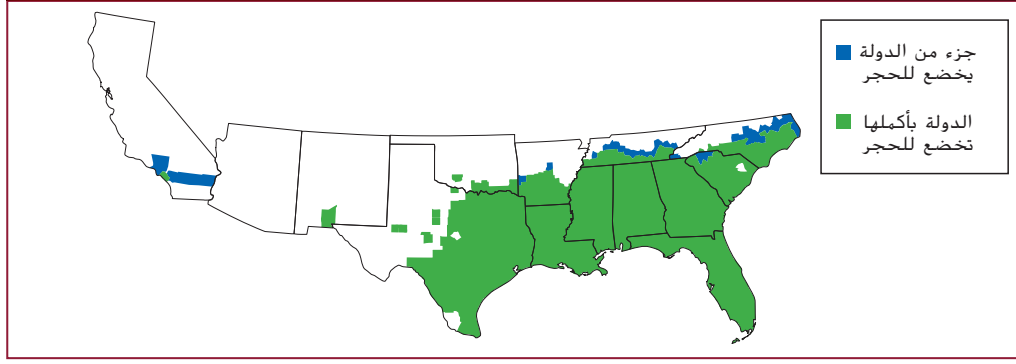 جزء من الدولة
يخضع للحجر
الدولة بأكملها
تخضع للحجر